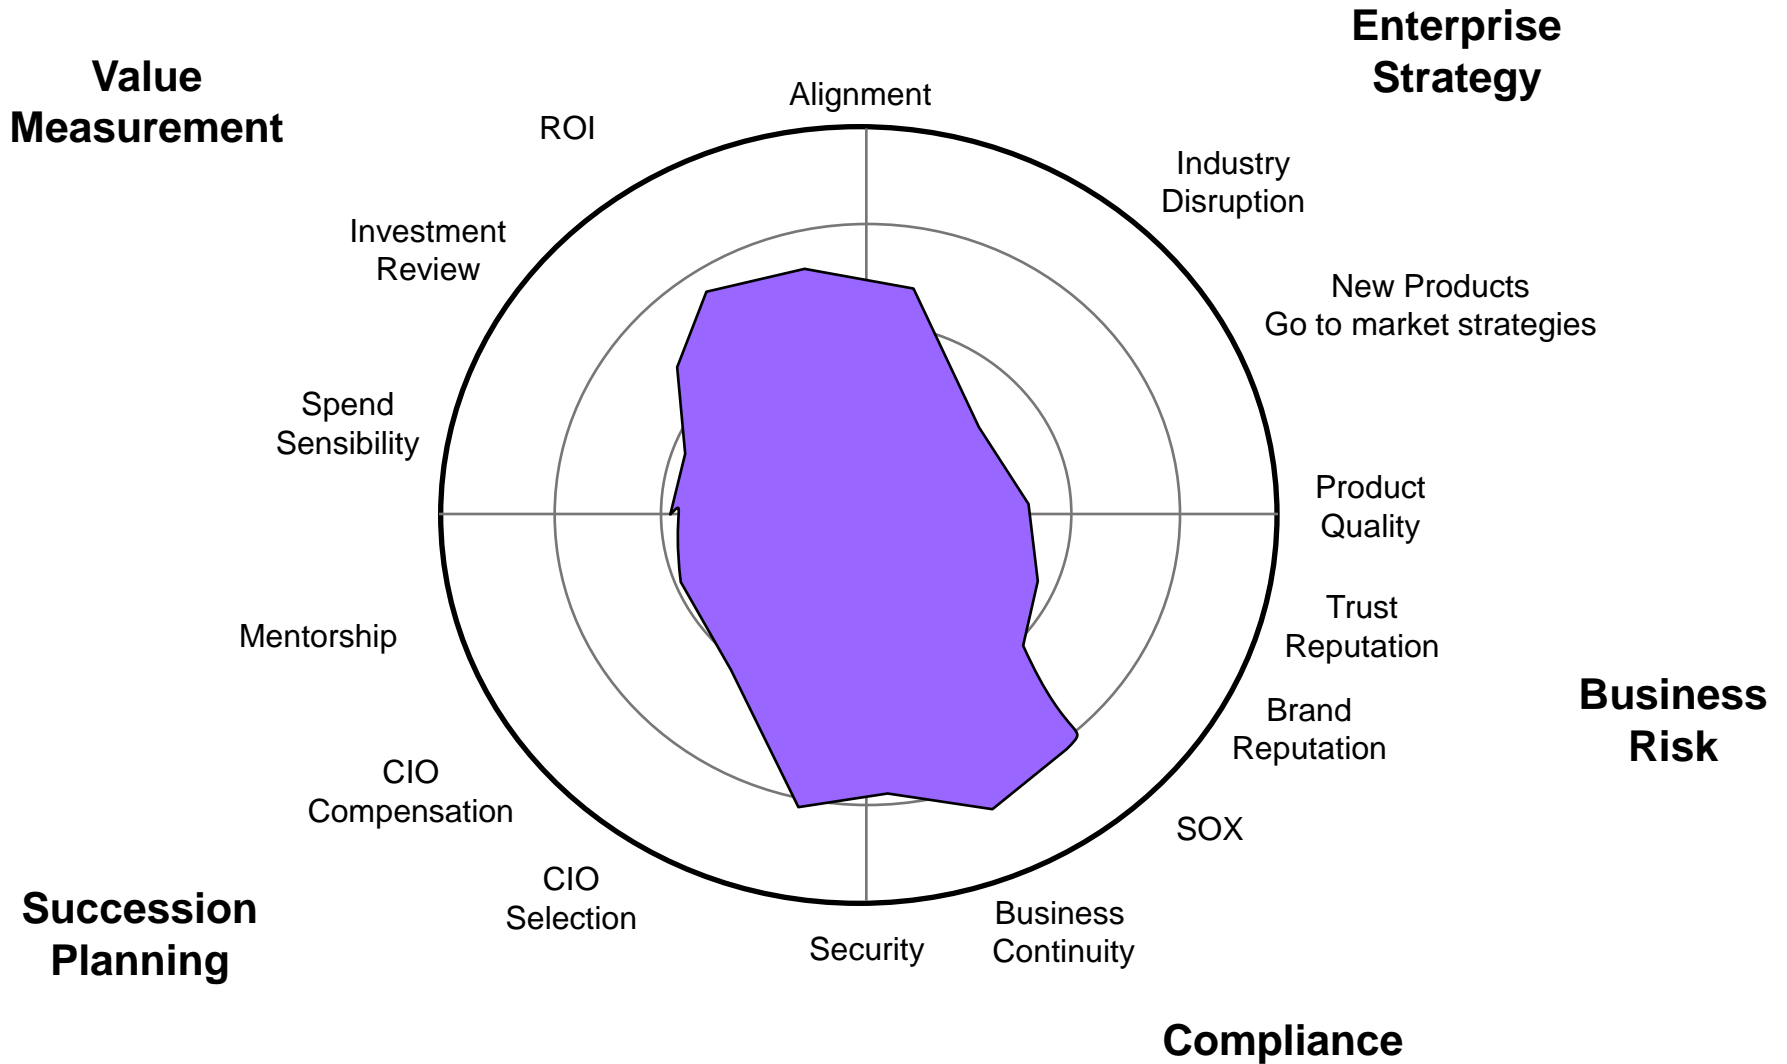 Enterprise
Strategy
Value
Measurement
Alignment
ROI
Industry
Disruption
Investment
Review
New Products
Go to market strategies
Spend
Sensibility
Product
Quality
Trust
Reputation
Mentorship
Business
Risk
Brand
Reputation
CIO
Compensation
SOX
CIO
Selection
Succession
Planning
Security
Business
Continuity
Compliance